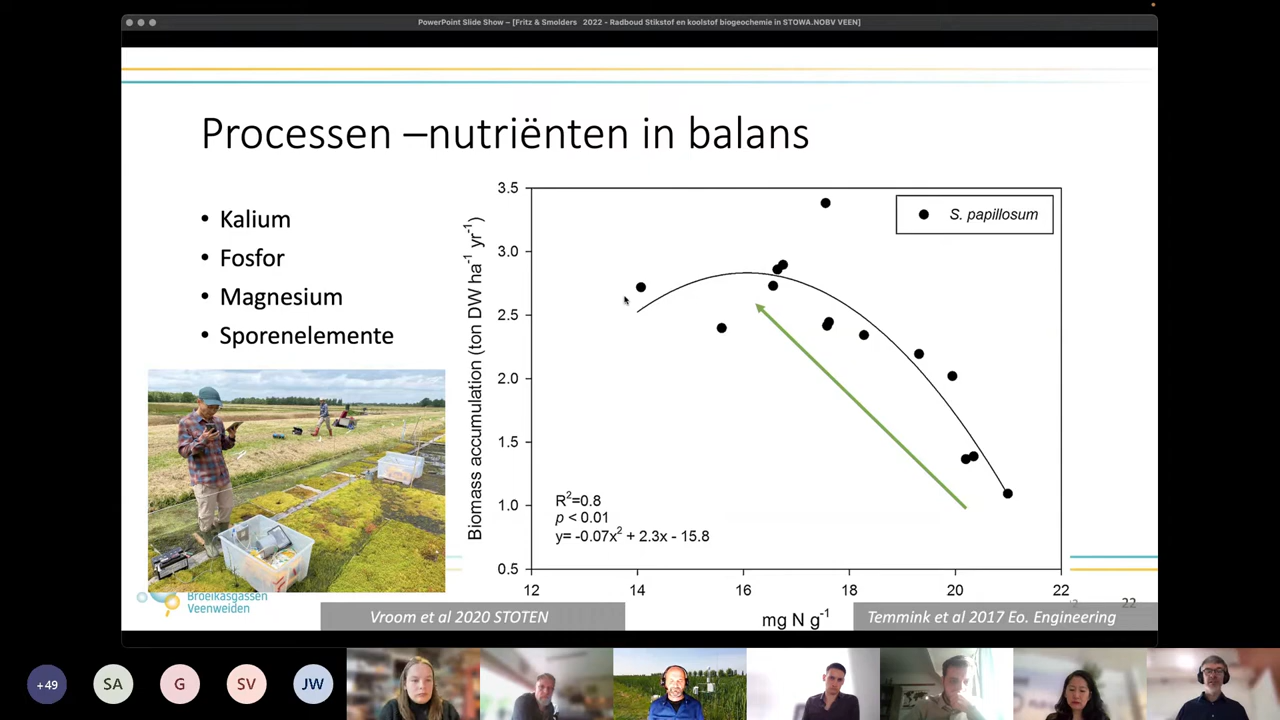 PowerPoint Slide Show – [Fritz & Smolders 2022 - Radboud Stikstof en koolstof biogeochemie in STOWA.NOBV VEEN]
Processen –nutriënten in balans
• Kalium
• Fosfor
• Magnesium
• Sporenelemente
Biomass accumulation (ton DW ha-1 yr-1)
3.5
3.0
2.5
2.0
1.5
1.0
0.5
S. papillosum
R2=0.8
p < 0.01
y= -0.07x2 + 2.3x - 15.8
12
14
16
18
20
22
mg N g-1
Broeikasgassen
Veenweiden
Vroom et al 2020 STOTEN
Temmink et al 2017 Eo. Engineering
22
+49
SA
G
SV
JW